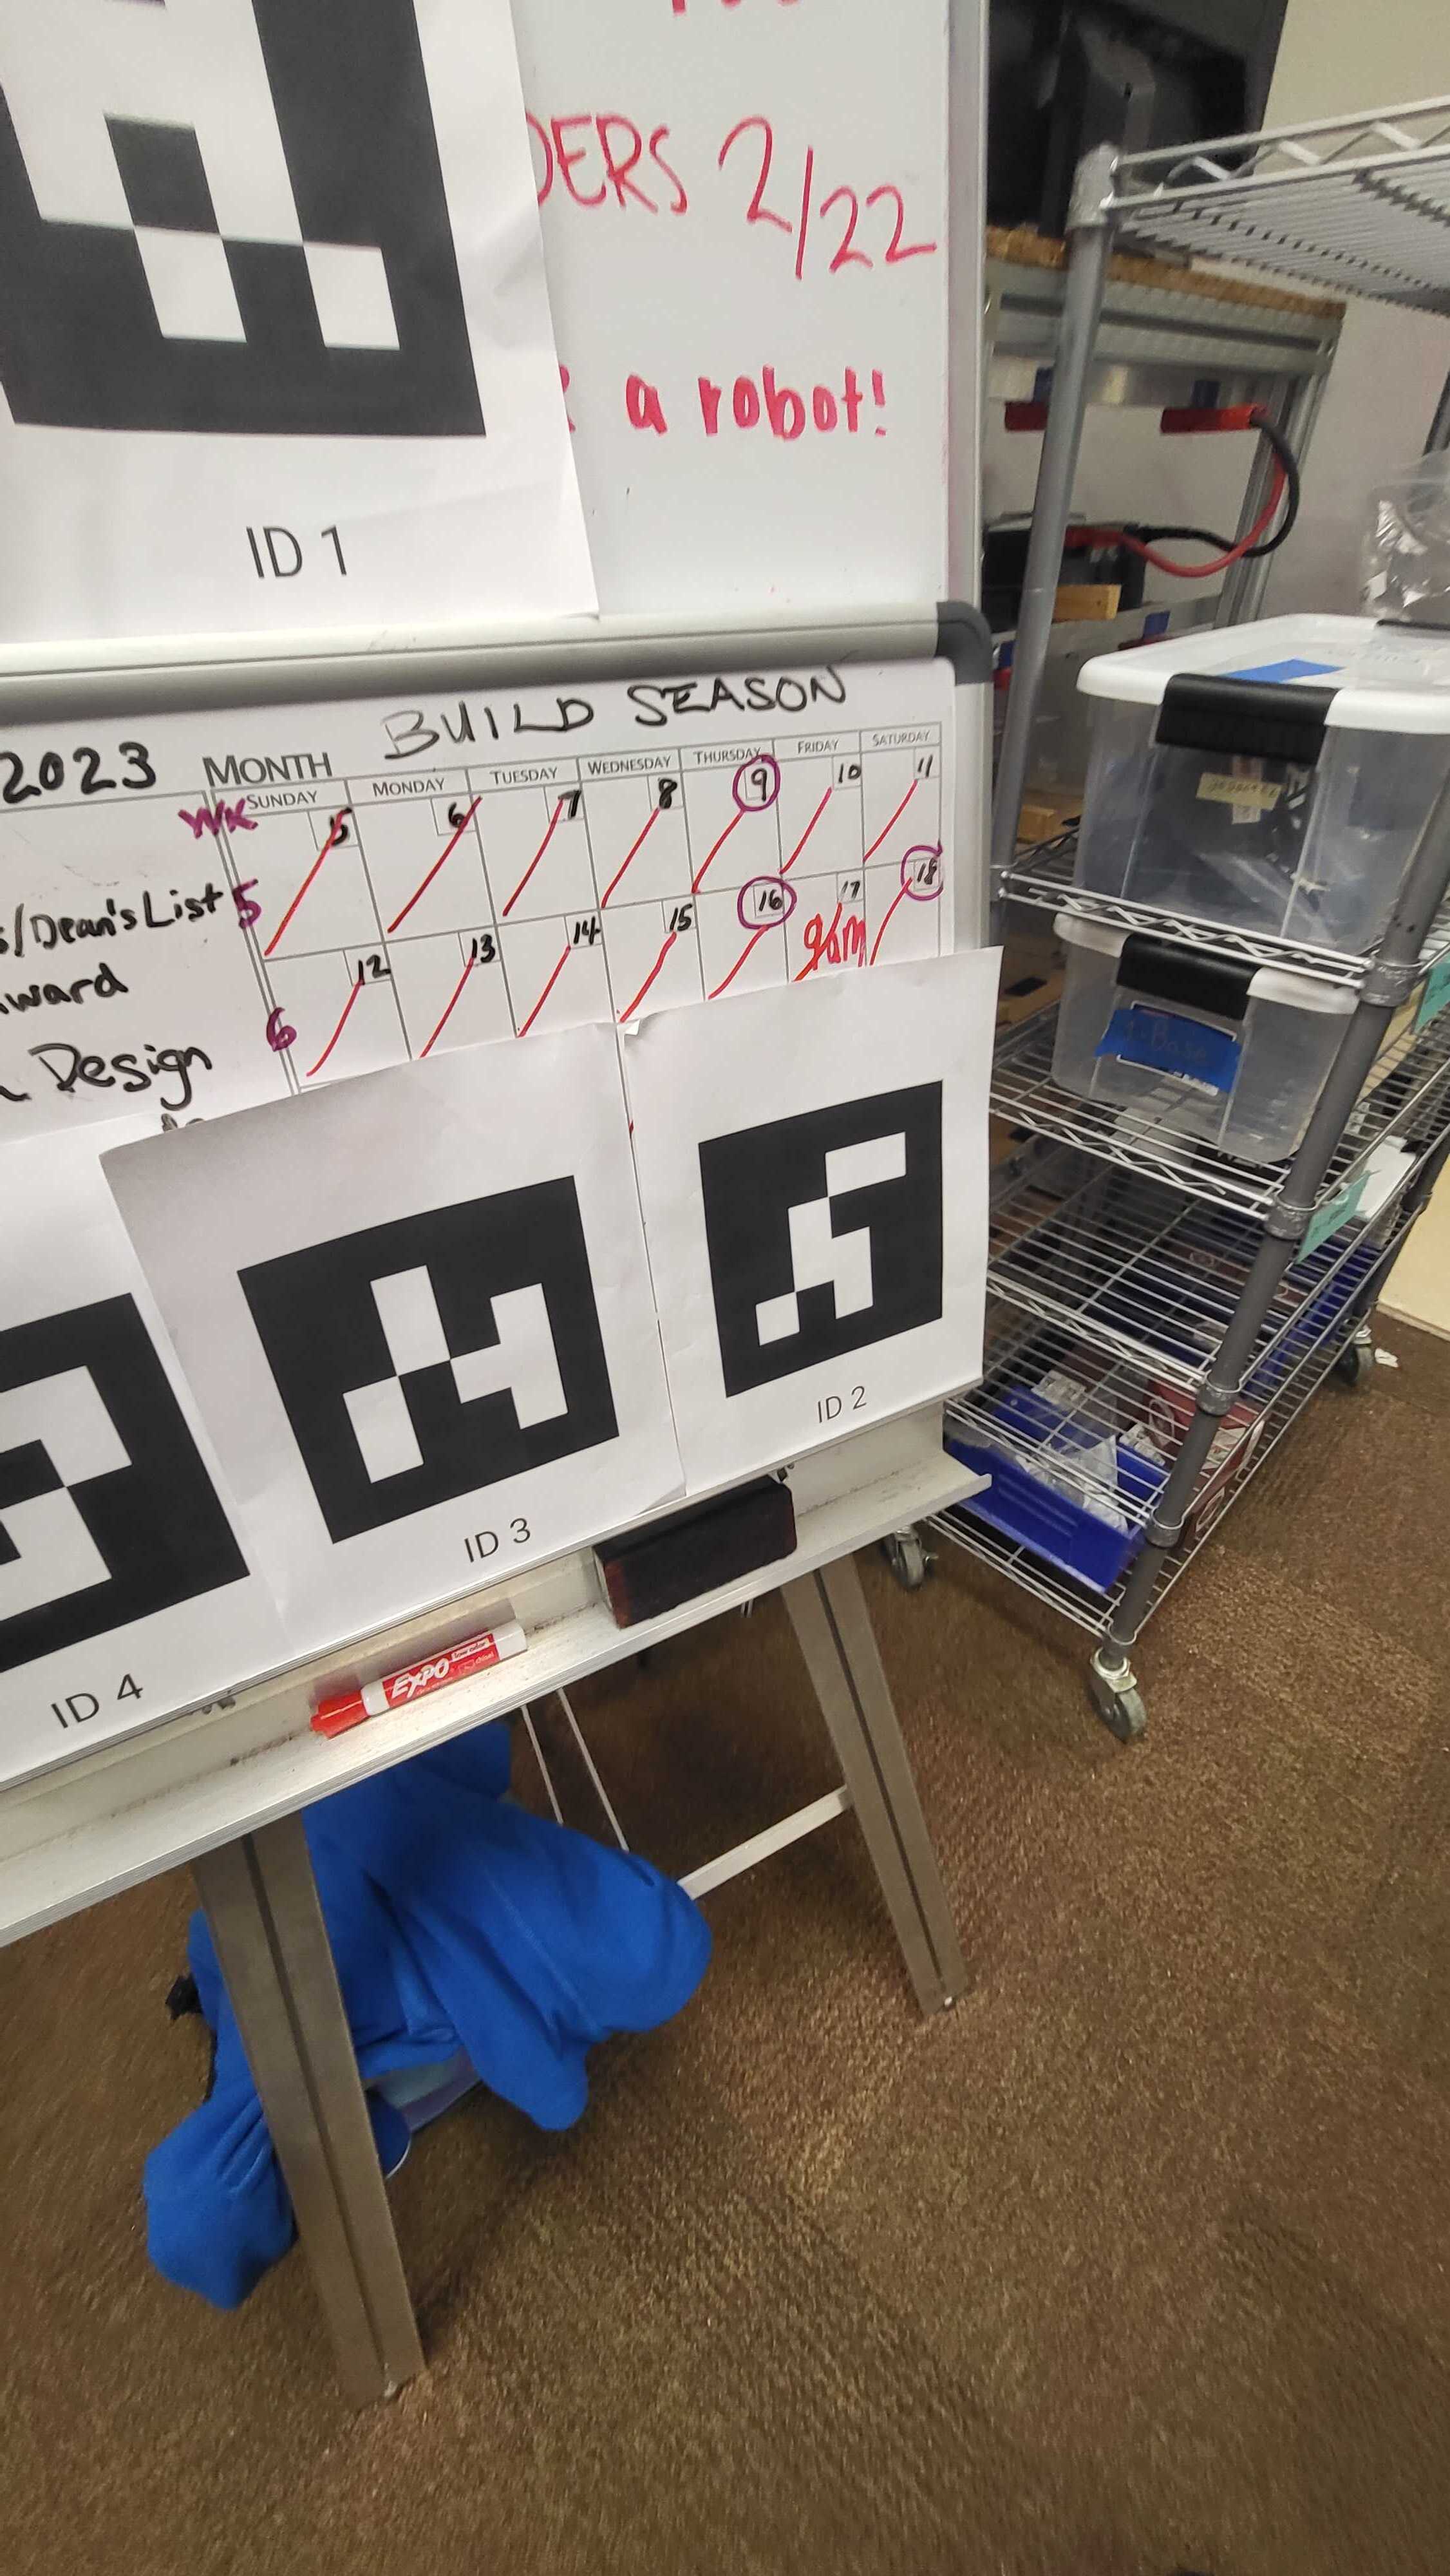 DERS 2/22
a robot!
ID 1
BUILD SEASON
2023 MONTH
SUNDAY MONDAY TUESDAY WEDNESDAY THURSDAY FRIDAY SATURDAY
WK
5 6 7 8 9 10 11
s/Dean's List 5
12 13 14 15 16 17 18
ward
6
Design
ID 2
ID 3
ID 4
EXPO